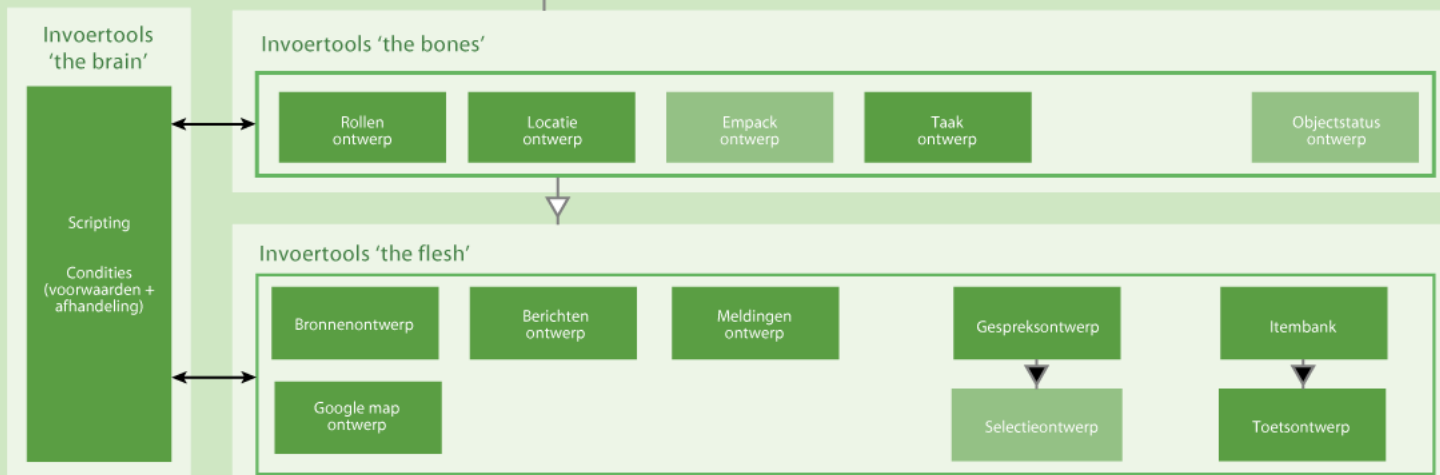 Invoertools
‘the brain’
Scripting
Condities
(voorwaarden +
afhandeling)
Invoertools ‘the bones’
Rollen
ontwerp
Locatie
ontwerp
Empack
ontwerp
Taak
ontwerp
Objectstatus
ontwerp
Invoertools ‘the flesh’
Bronnenontwerp
Berichten
ontwerp
Meldingen
ontwerp
Gespreksontwerp
Itembank
Google map
ontwerp
Selectieontwerp
Toetsontwerp